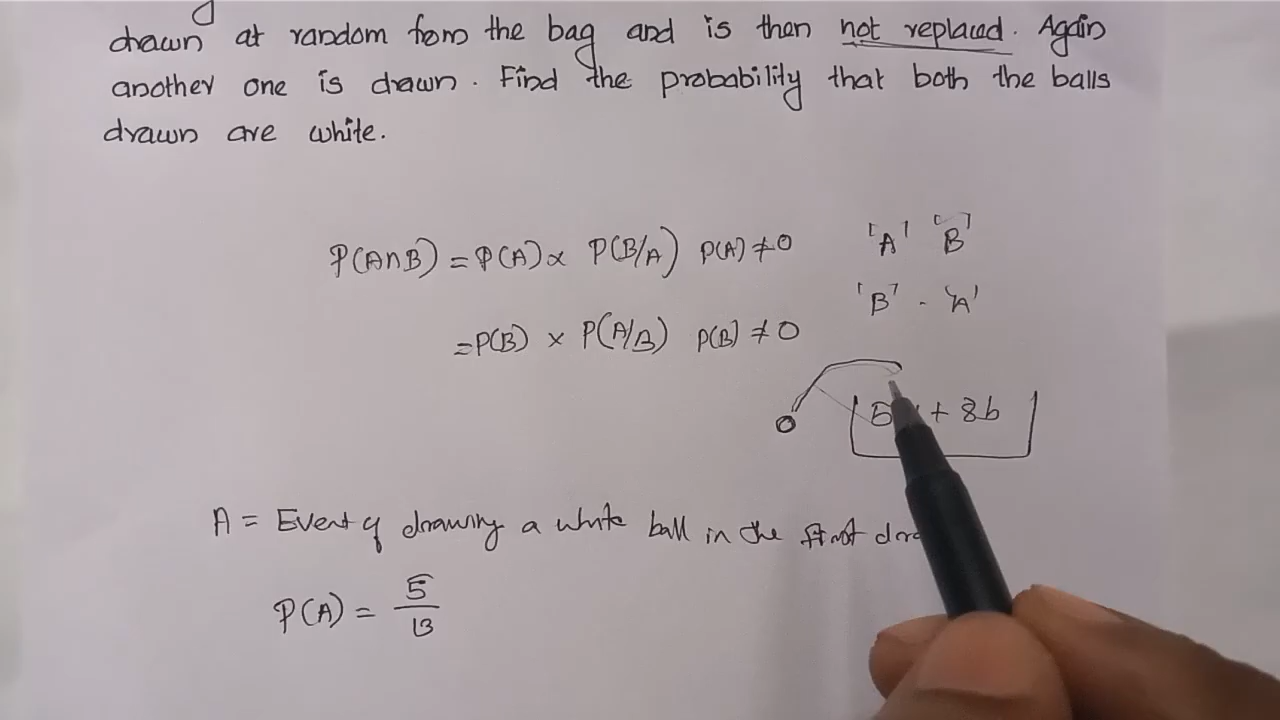 drawn at random from the bag and is then not replaced. Again
another one is drawn. Find the probability that both the balls
drawn are white.
P(A∩B) = P(A) × P(B/A) P(A) ≠ 0 'A' 'B'
'B' - 'A'
= P(B) × P(A/B) P(B) ≠ 0
5 + 8b
A = Event of drawing a white ball in the first
P(A) = 5/13